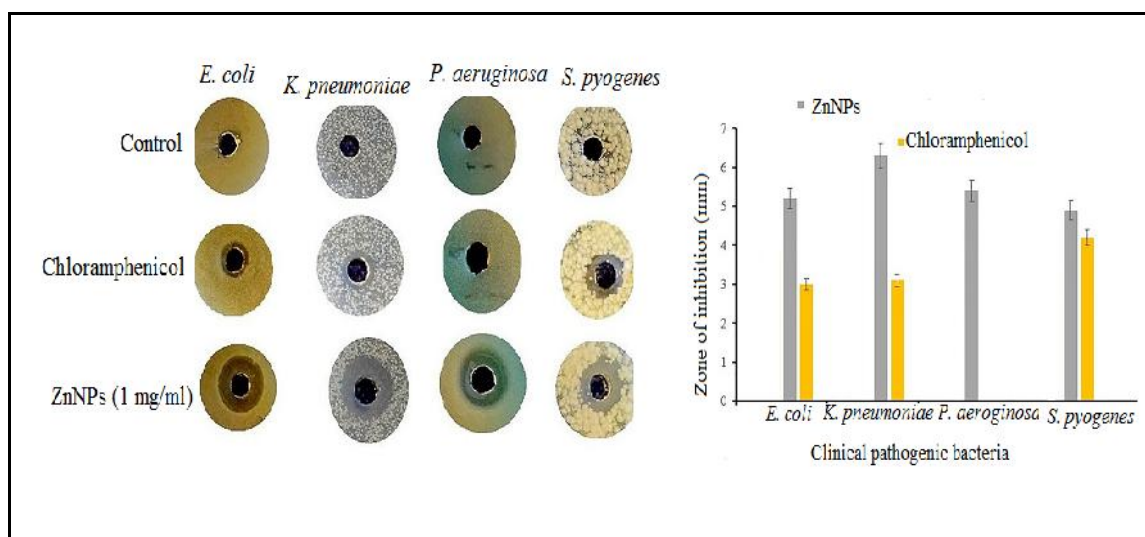 E. coli
K. pneumoniae
P. aeruginosa
S. pyogenes
Control
Chloramphenicol
ZnNPs (1 mg/ml)
ZnNPs
Chloramphenicol
Zone of inhibition (mm)
7
6
5
4
3
2
1
0
E. coli
K. pneumoniae
P. aeroginosa
S. pyogenes
Clinical pathogenic bacteria